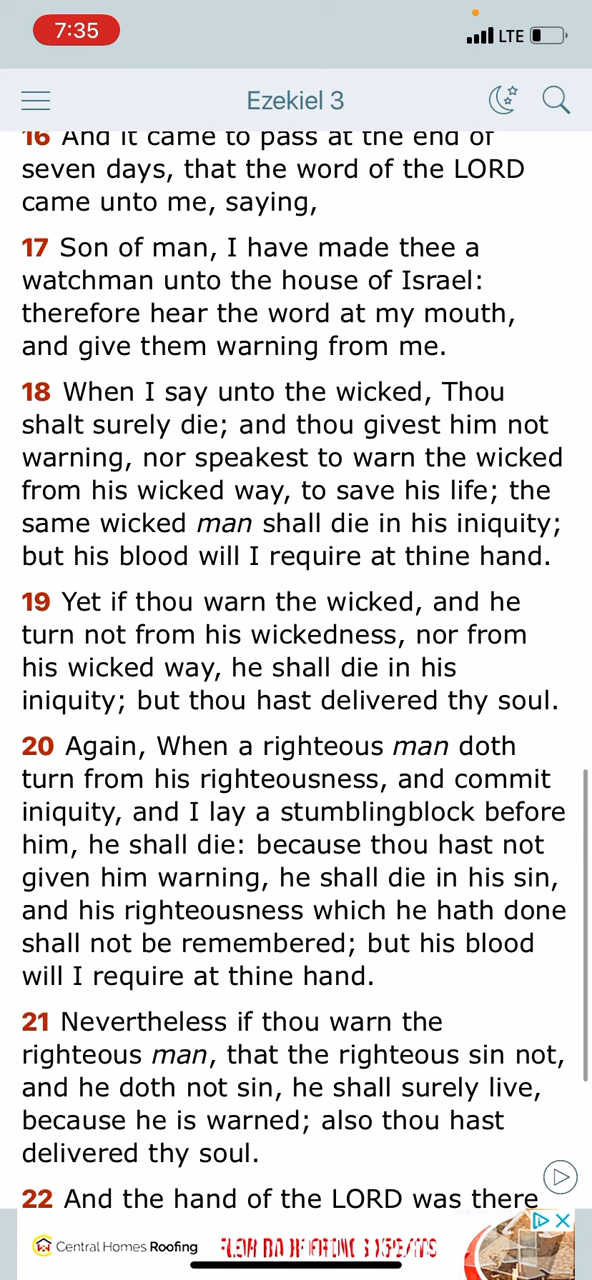 7:35
LTE
Ezekiel 3
16 And it came to pass at the end of
seven days, that the word of the LORD
came unto me, saying,
17 Son of man, I have made thee a
watchman unto the house of Israel:
therefore hear the word at my mouth,
and give them warning from me.
18 When I say unto the wicked, Thou
shalt surely die; and thou givest him not
warning, nor speakest to warn the wicked
from his wicked way, to save his life; the
same wicked man shall die in his iniquity;
but his blood will I require at thine hand.
19 Yet if thou warn the wicked, and he
turn not from his wickedness, nor from
his wicked way, he shall die in his
iniquity; but thou hast delivered thy soul.
20 Again, When a righteous man doth
turn from his righteousness, and commit
iniquity, and I lay a stumblingblock before
him, he shall die: because thou hast not
given him warning, he shall die in his sin,
and his righteousness which he hath done
shall not be remembered; but his blood
will I require at thine hand.
21 Nevertheless if thou warn the
righteous man, that the righteous sin not,
and he doth not sin, he shall surely live,
because he is warned; also thou hast
delivered thy soul.
22 And the hand of the LORD was there
Central Homes Roofing